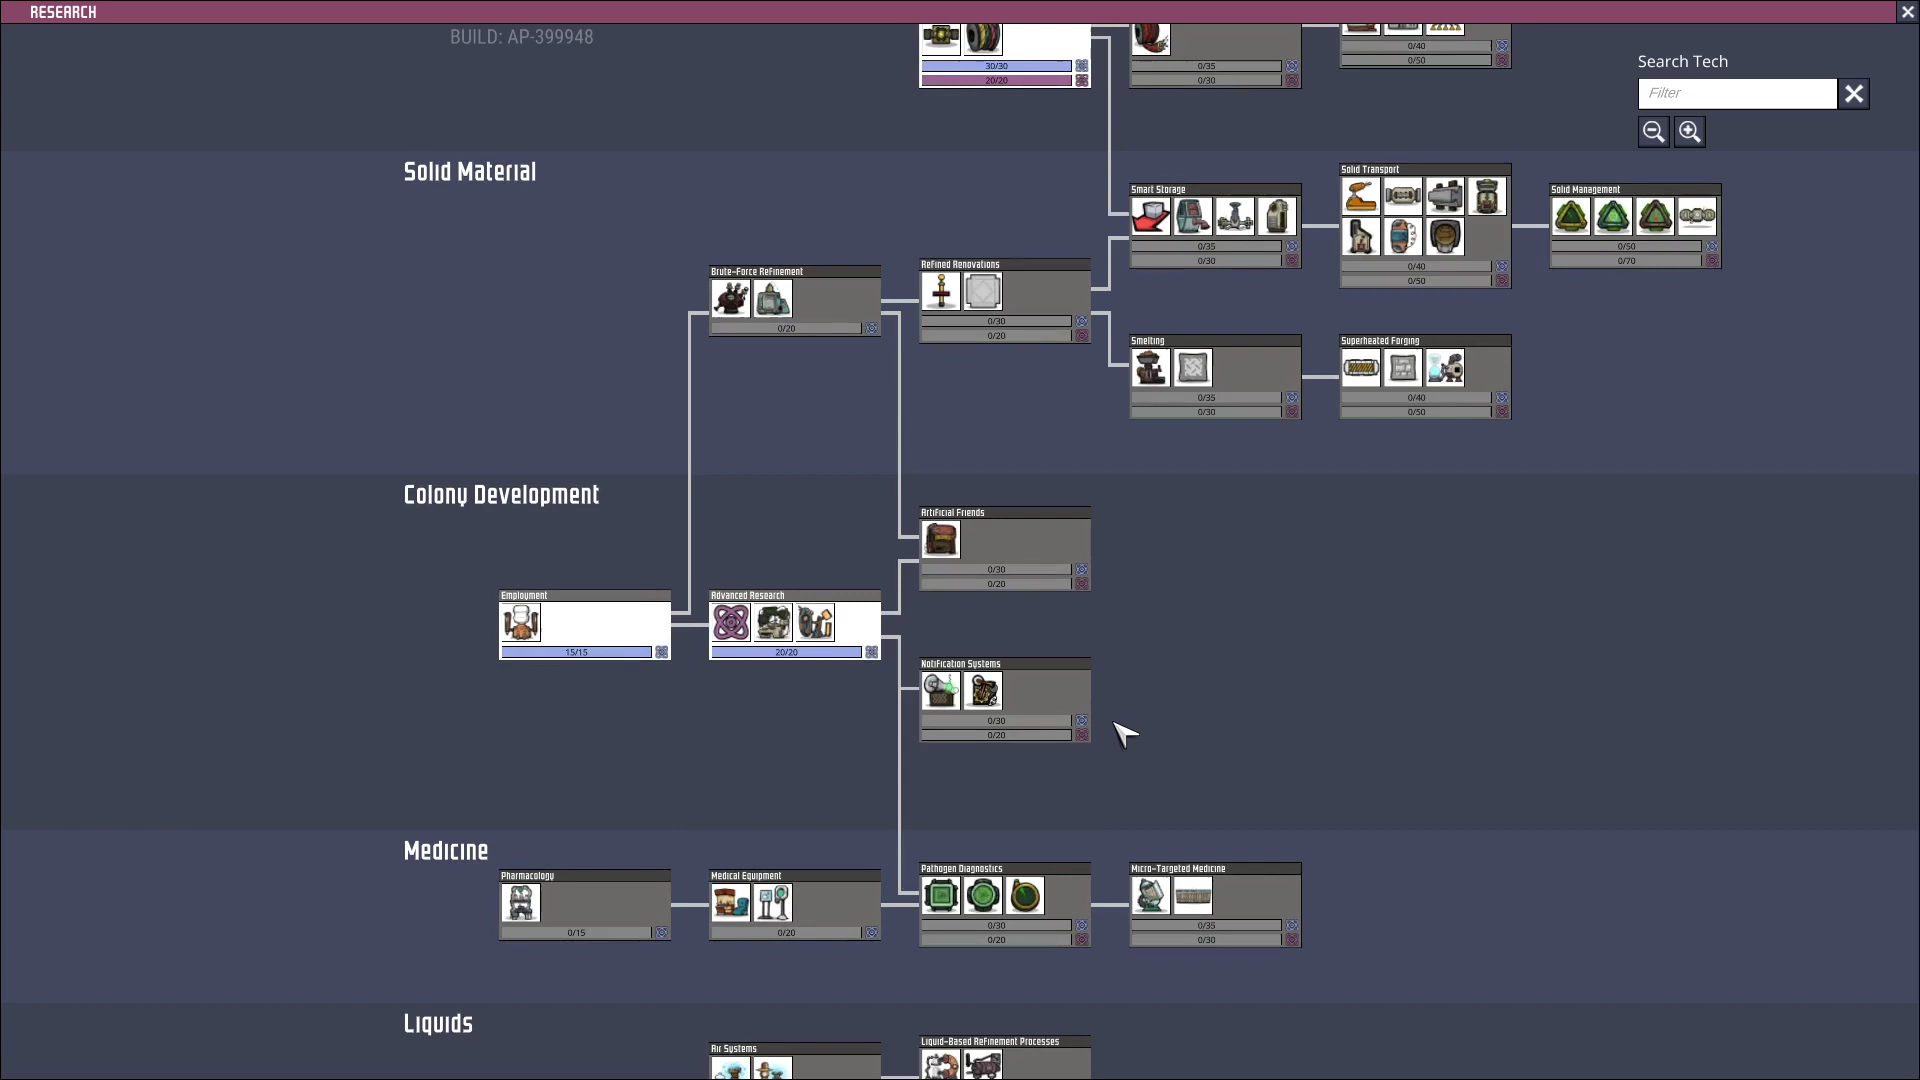 RESEARCH
BUILD: AP-399948
Search Tech
Filter
30/30
20/20
0/35
0/30
0/40
0/50
Solid Material
Smart Storage
0/35
0/30
Solid Transport
0/40
0/50
Solid Management
0/50
0/70
Brute-Force Refinement
0/20
Refined Renovations
0/30
0/20
Smelting
0/35
0/30
Superheated Forging
0/40
0/50
Colony Development
Artificial Friends
0/30
0/20
Employment
15/15
Advanced Research
20/20
Notification Systems
0/30
0/20
Medicine
Pharmacology
0/15
Medical Equipment
0/20
Pathogen Diagnostics
0/30
0/20
Micro-Targeted Medicine
0/35
0/30
Liquids
Air Systems
Liquid-Based Refinement Processes